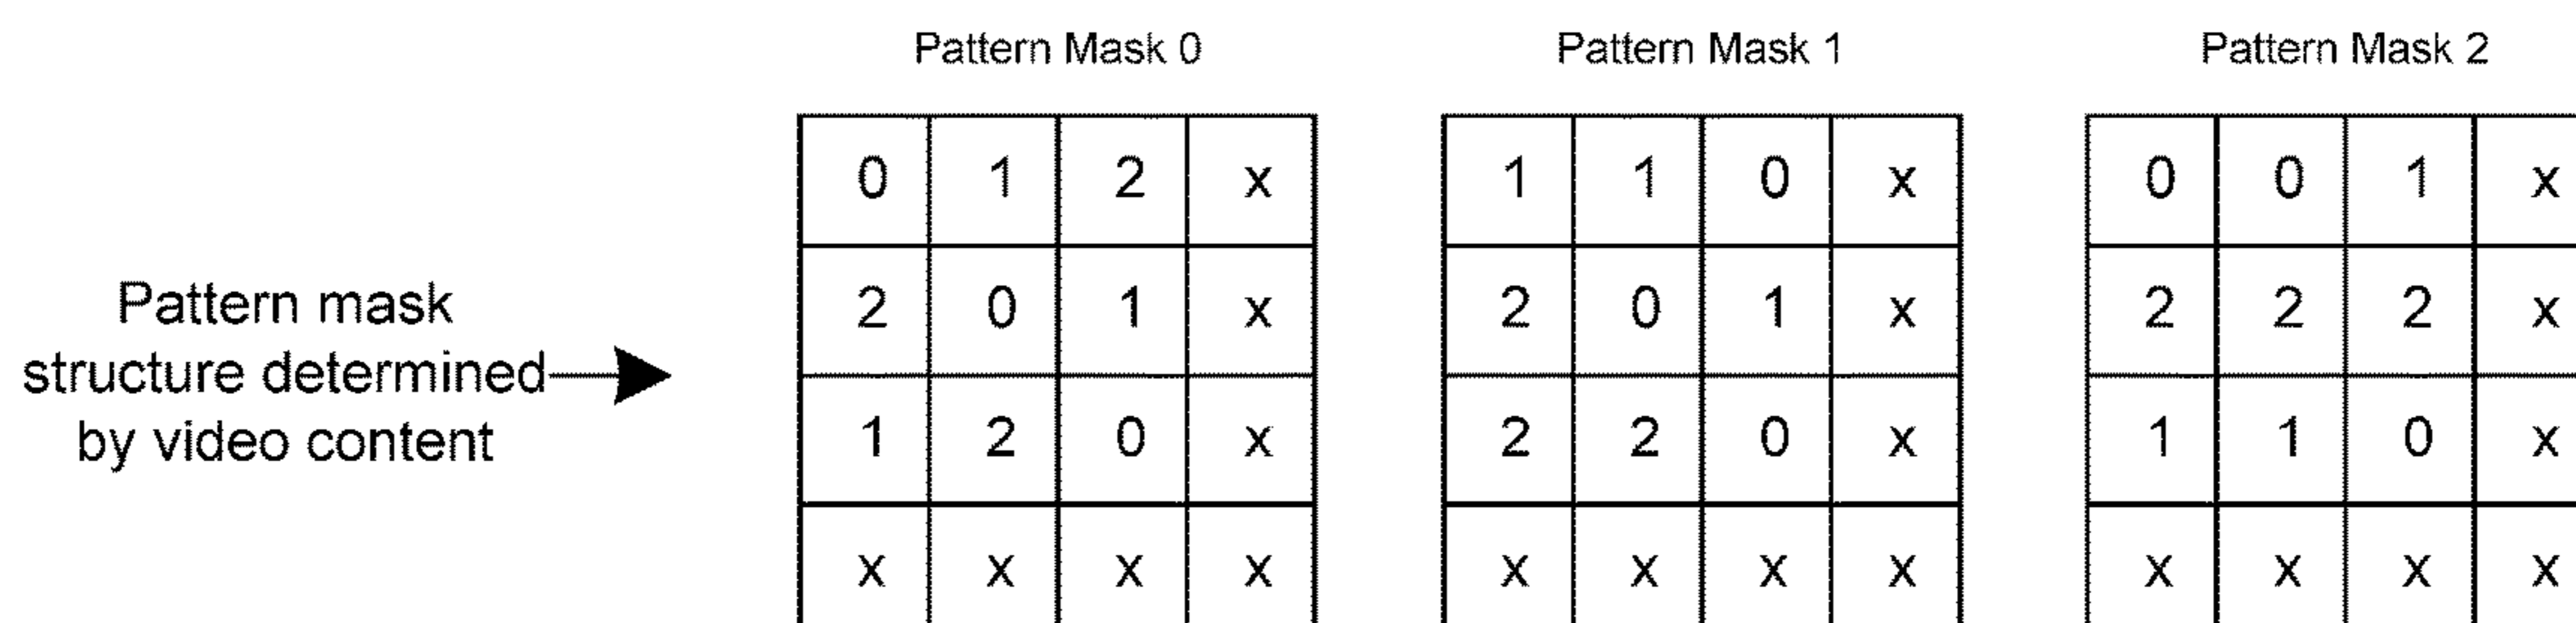 Pattern Mask 0 Pattern Mask 1 Pattern Mask 2
0 1 2 x 1 1 0 x 0 0 1 x
2 0 1 x 2 0 1 x 2 2 2 x
1 2 0 x 2 2 0 x 1 1 0 x
x x x x x x x x x x x x
Pattern mask
structure determined
by video content